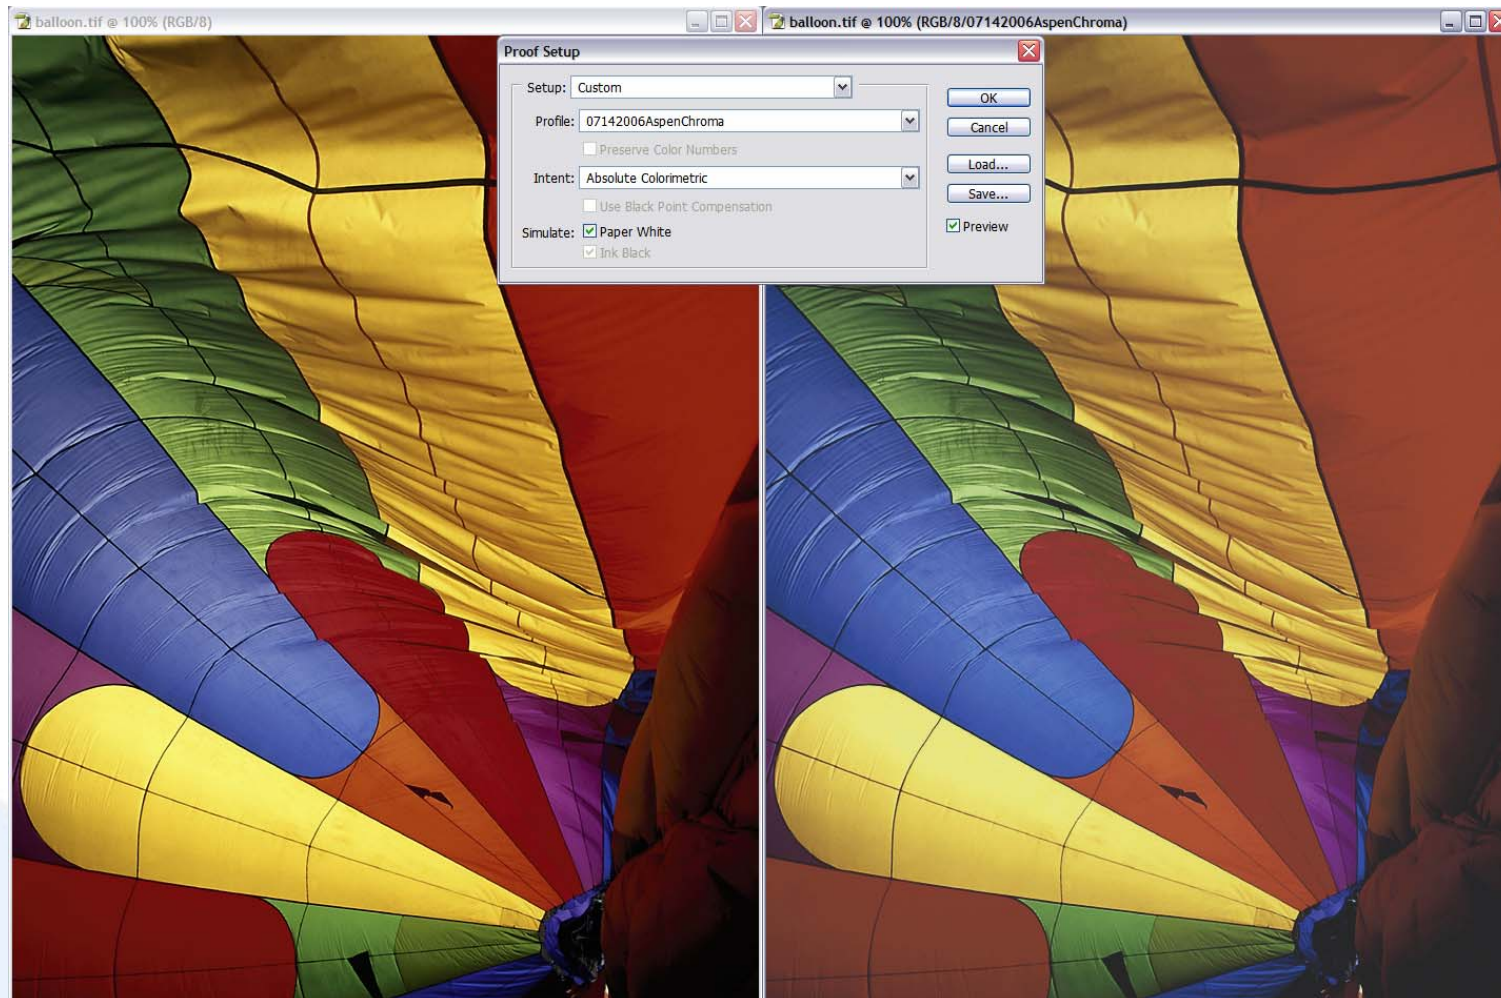 balloon.tif @ 100% (RGB/8)
balloon.tif @ 100% (RGB/8/07142006AspenChroma)
Proof Setup
Setup: Custom
OK
Profile: 07142006AspenChroma
Cancel
Preserve Color Numbers
Load...
Intent: Absolute Colorimetric
Save...
Use Black Point Compensation
Simulate: Paper White
Preview
Ink Black